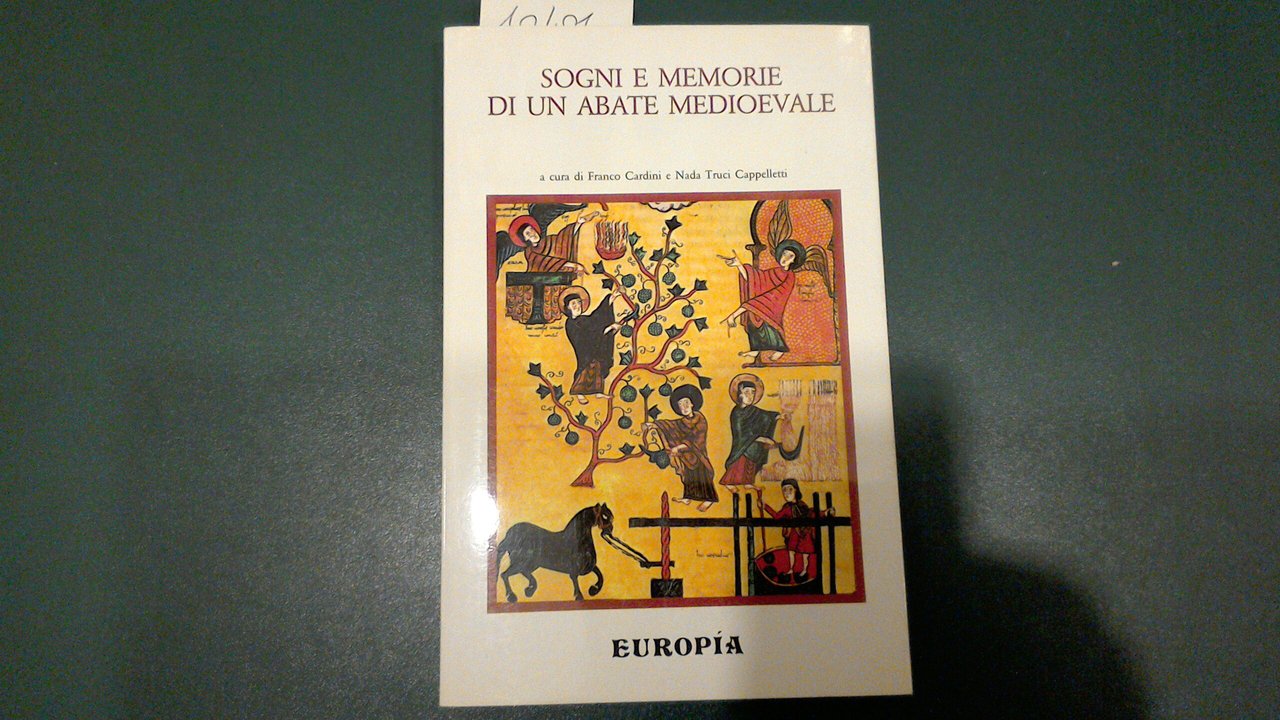 SOGNI E MEMORIE
DI UN ABATE MEDIOEVALE
a cura di Franco Cardini e Nada Truci Cappelletti
EUROPÍA